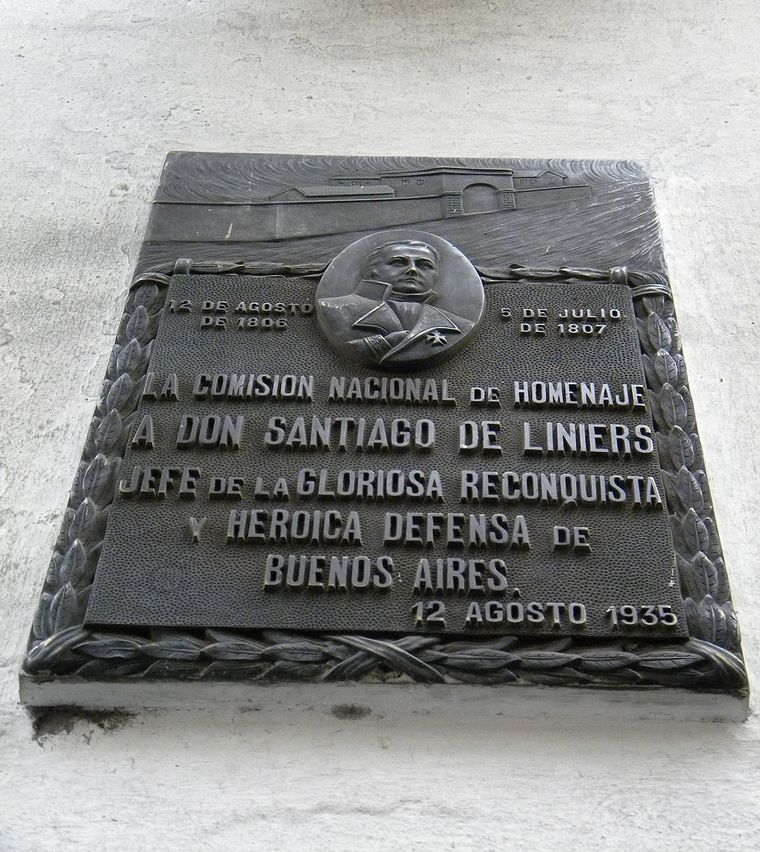 12 DE AGOSTO
DE 1806
5 DE JULIO
DE 1807
LA COMISION NACIONAL DE HOMENAJE
A DON SANTIAGO DE LINIERS
JEFE DE LA GLORIOSA RECONQUISTA
Y HEROICA DEFENSA DE
BUENOS AIRES.
12 AGOSTO 1935